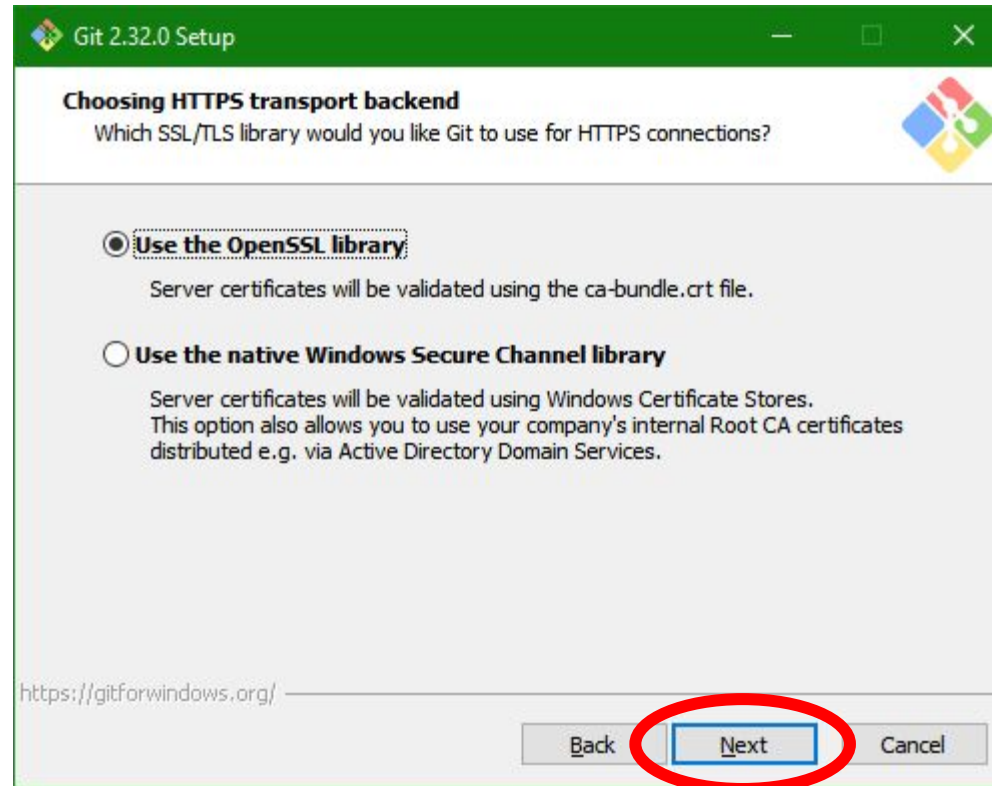 Git 2.32.0 Setup
Choosing HTTPS transport backend
Which SSL/TLS library would you like Git to use for HTTPS connections?
Use the OpenSSL library
Server certificates will be validated using the ca-bundle.crt file.
Use the native Windows Secure Channel library
Server certificates will be validated using Windows Certificate Stores.
This option also allows you to use your company's internal Root CA certificates
distributed e.g. via Active Directory Domain Services.
https://gitforwindows.org/
Back Next Cancel